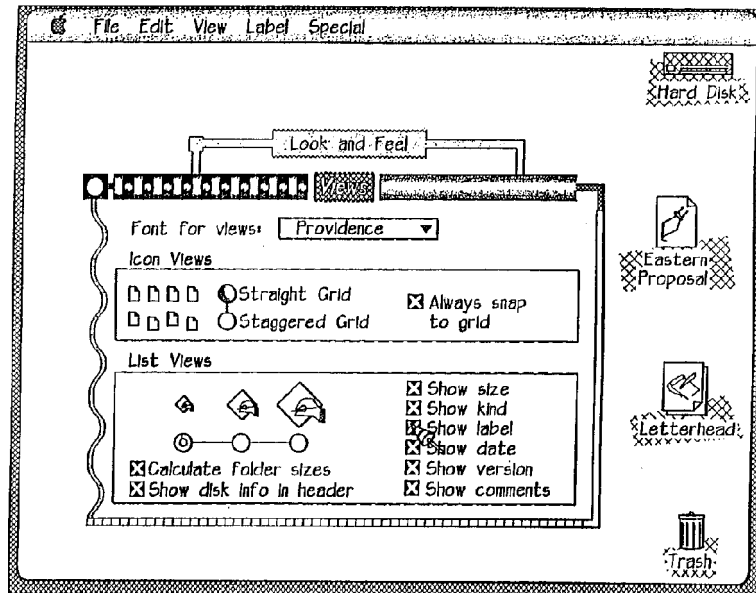 File Edit View Label Special
Hard Disk
Look and Feel
Views
Font for views: Providence
Icon Views
Straight Grid
Staggered Grid
Always snap
to grid
Eastern
Proposal
List Views
Show size
Show kind
Show label
Show date
Show version
Show comments
Calculate folder sizes
Show disk info in header
Letterhead
Trash